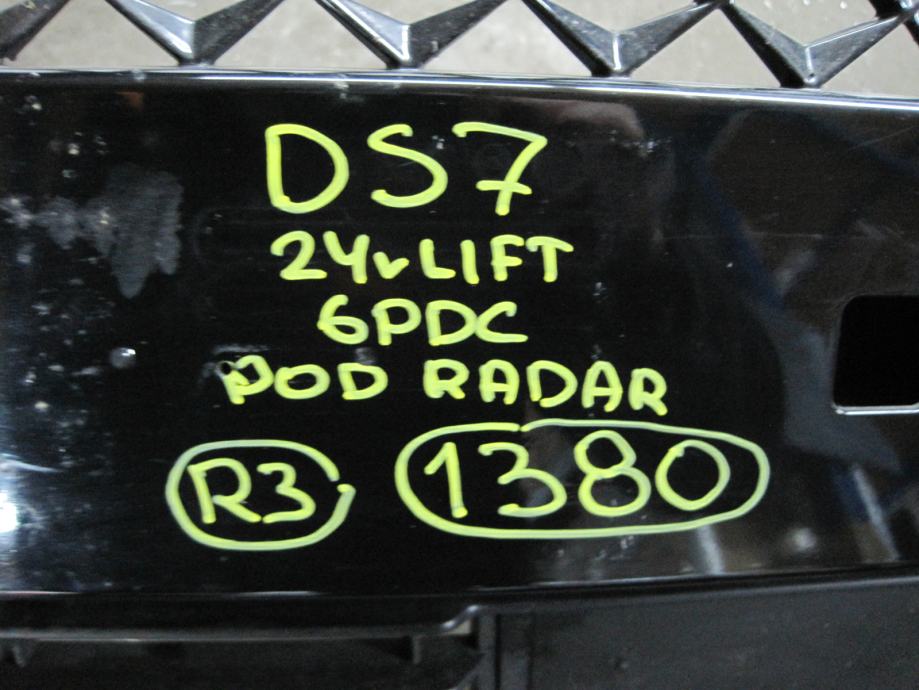 DS7
24r LIFT
6PDC
POD RADAR
R3 1380